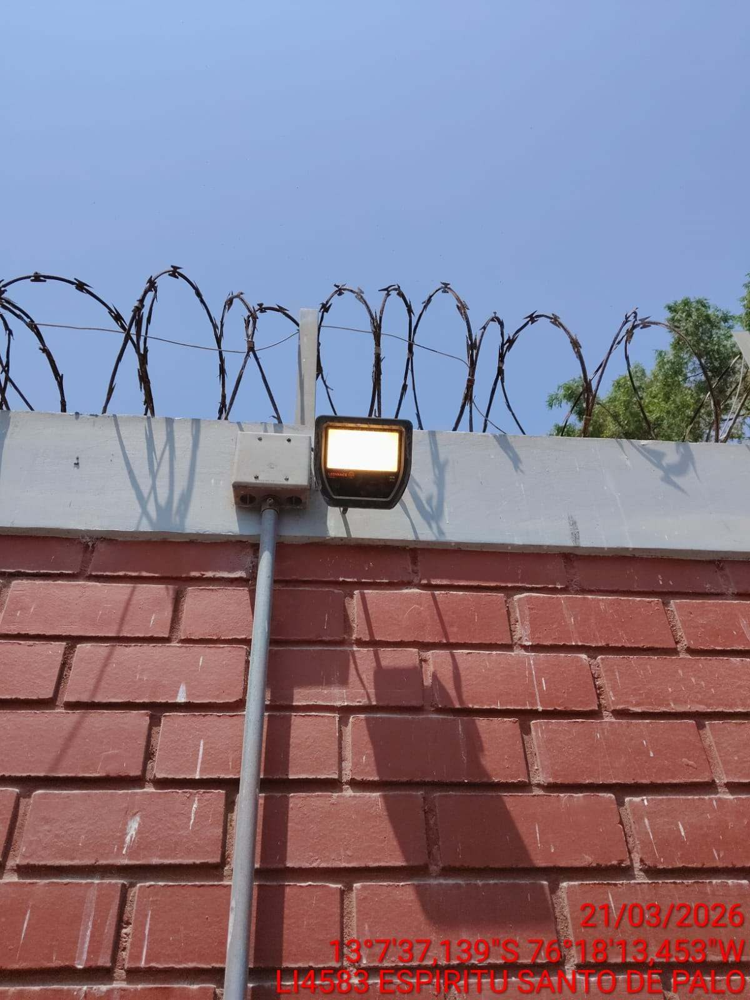 LEDVANCE
21/03/2026
13°7'37,139"S 76°18'13,453"W
LI4583 ESPIRITU SANTO DE PALO